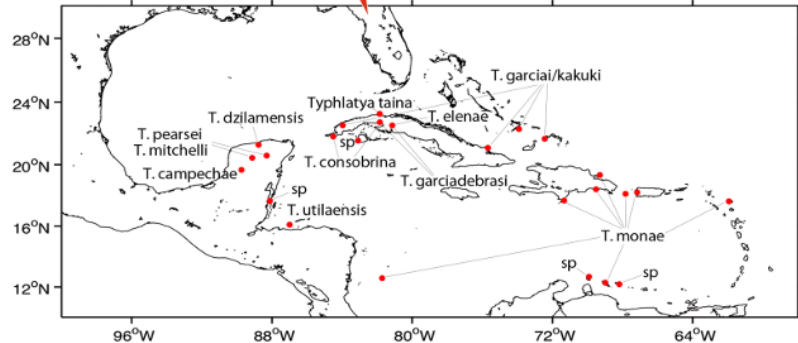 28°N
24°N
20°N
16°N
12°N
T. garciai/kakuki
Typhlatya taina
T. elenae
T. dzilamensis
T. pearsei
T. mitchelli
sp
T. consobrina
T. campechae
T. garciadebrasi
sp
T. utilaensis
T. monae
sp
sp
96°W
88°W
80°W
72°W
64°W